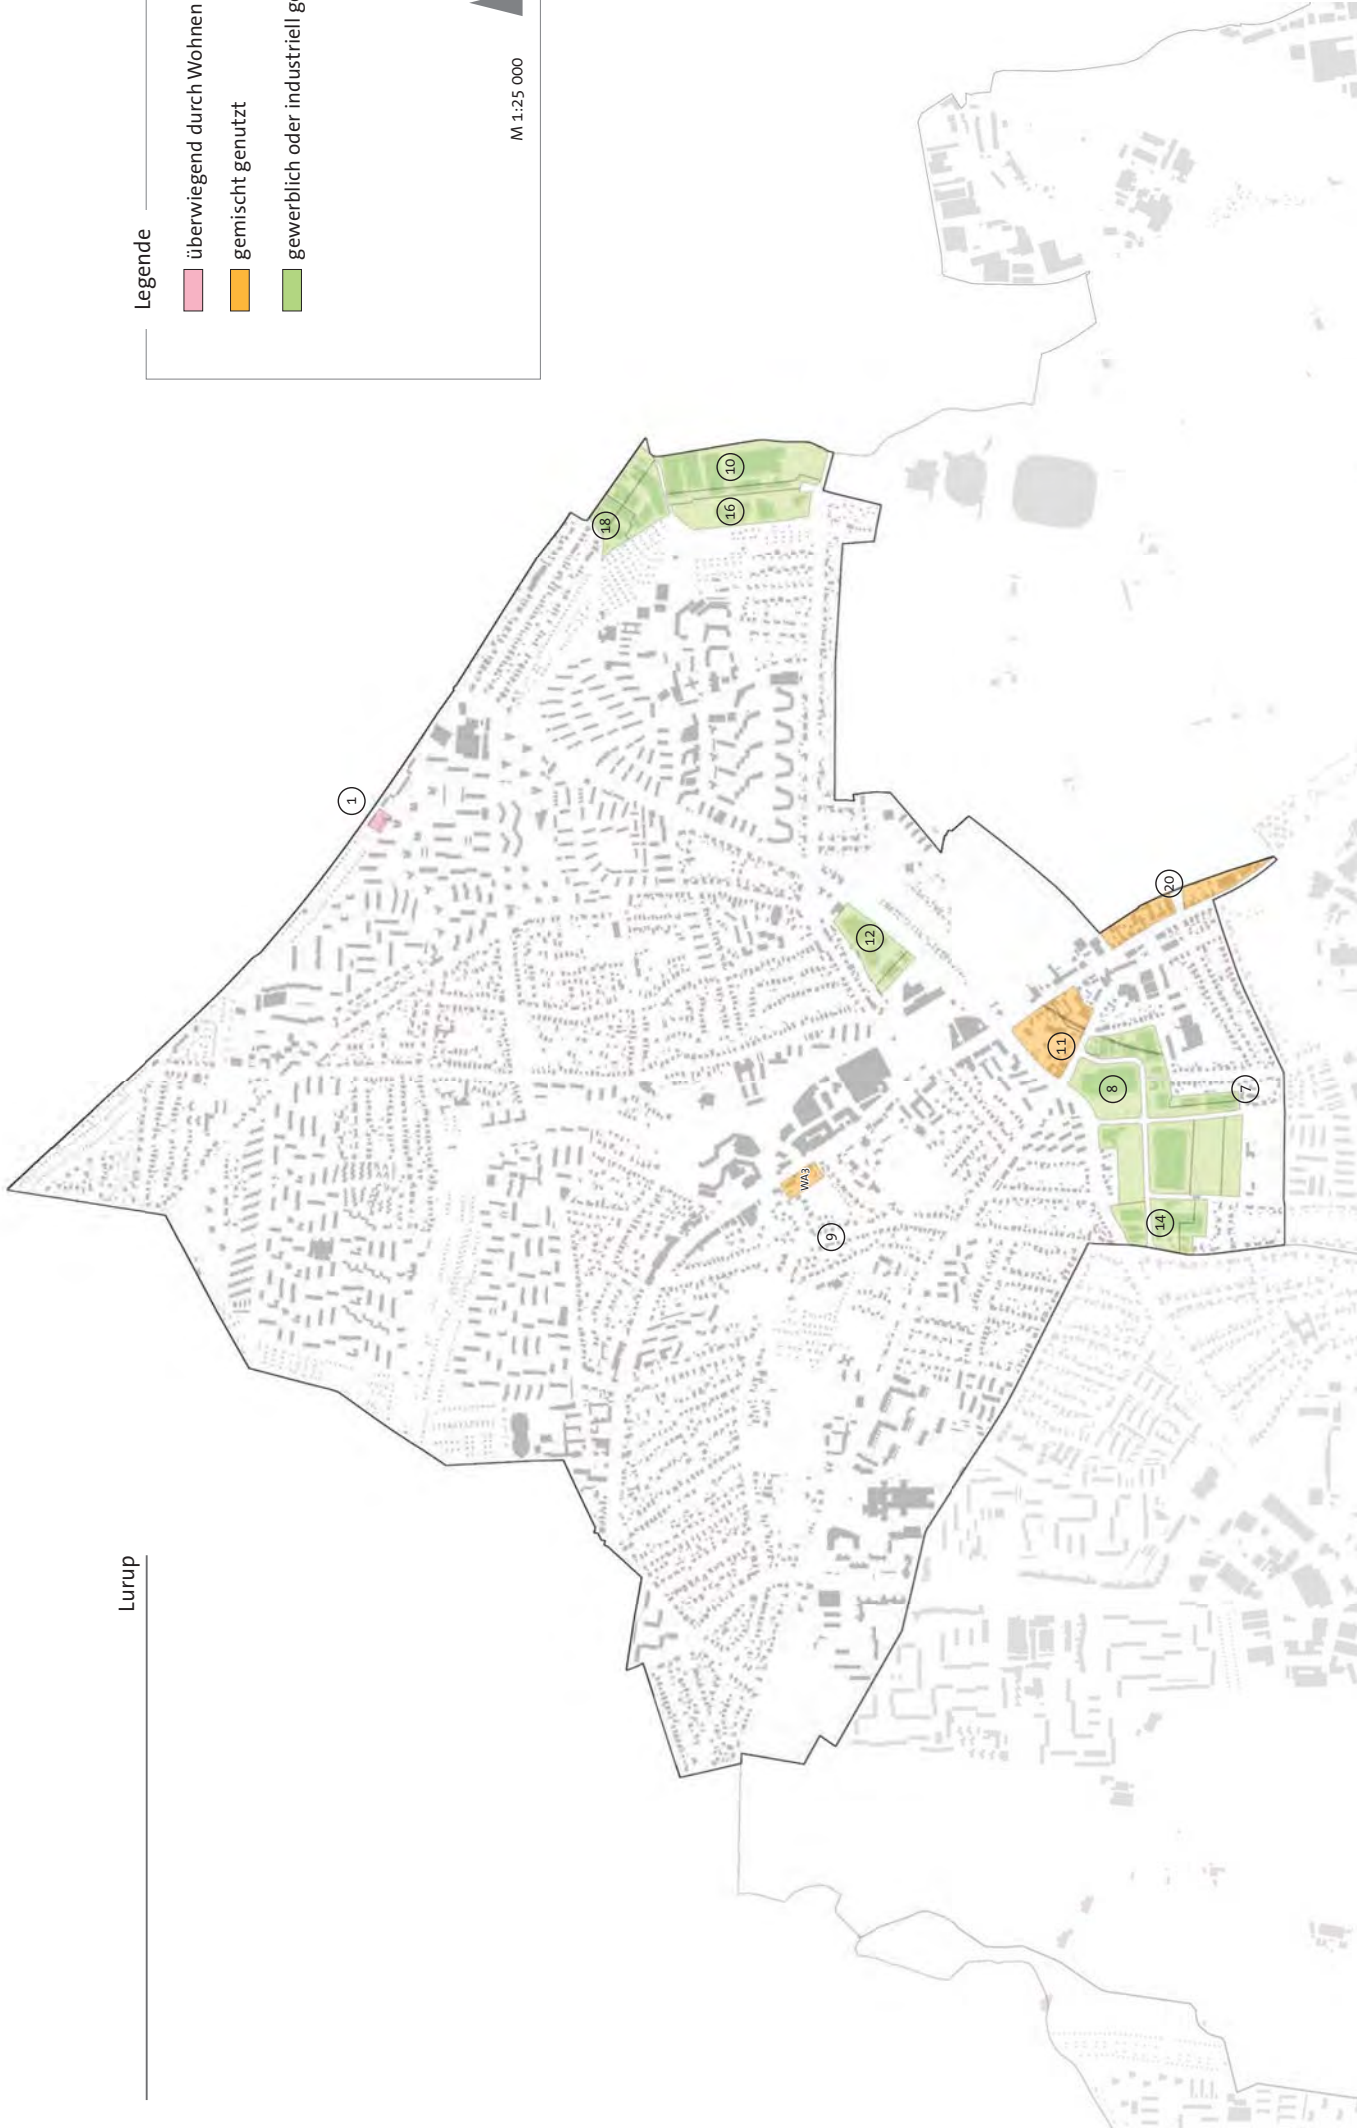 Lurup
Legende
überwiegend durch Wohnen
gemischt genutzt
gewerblich oder industriell
M 1:25 000
1
18
10
16
12
20
11
8
7
WA3
9
14